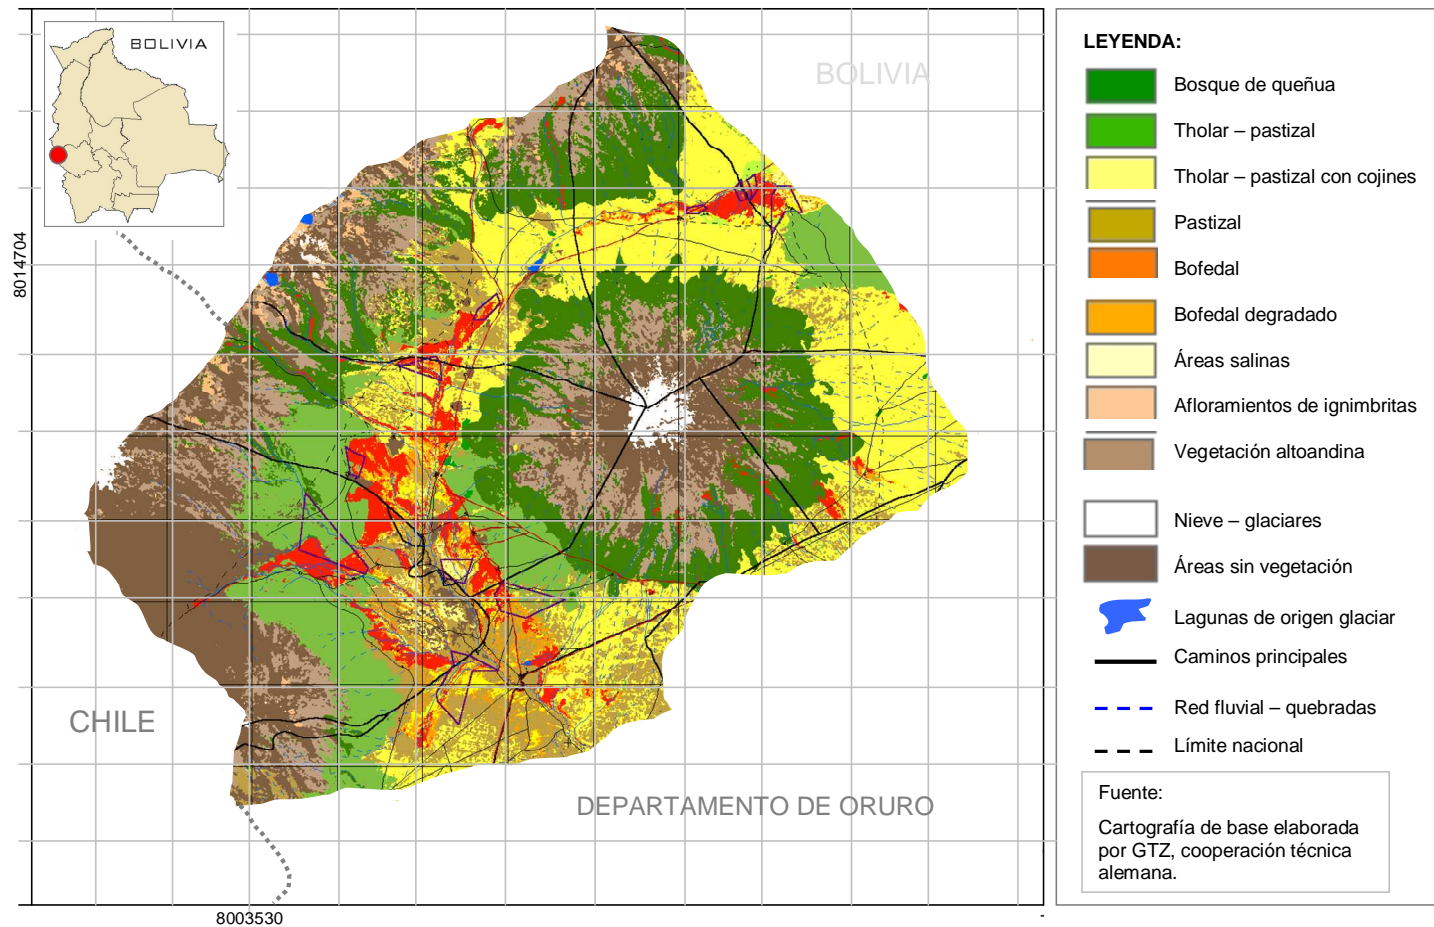 BOLIVIA
BOLIVIA
8014704
CHILE
DEPARTAMENTO DE ORURO
8003530
LEYENDA:
Bosque de queñua
Tholar – pastizal
Tholar – pastizal con cojines
Pastizal
Bofedal
Bofedal degradado
Áreas salinas
Afloramientos de ignimbritas
Vegetación altoandina
Nieve – glaciares
Áreas sin vegetación
Lagunas de origen glaciar
Caminos principales
Red fluvial – quebradas
Límite nacional
Fuente:
Cartografía de base elaborada
por GTZ, cooperación técnica
alemana.